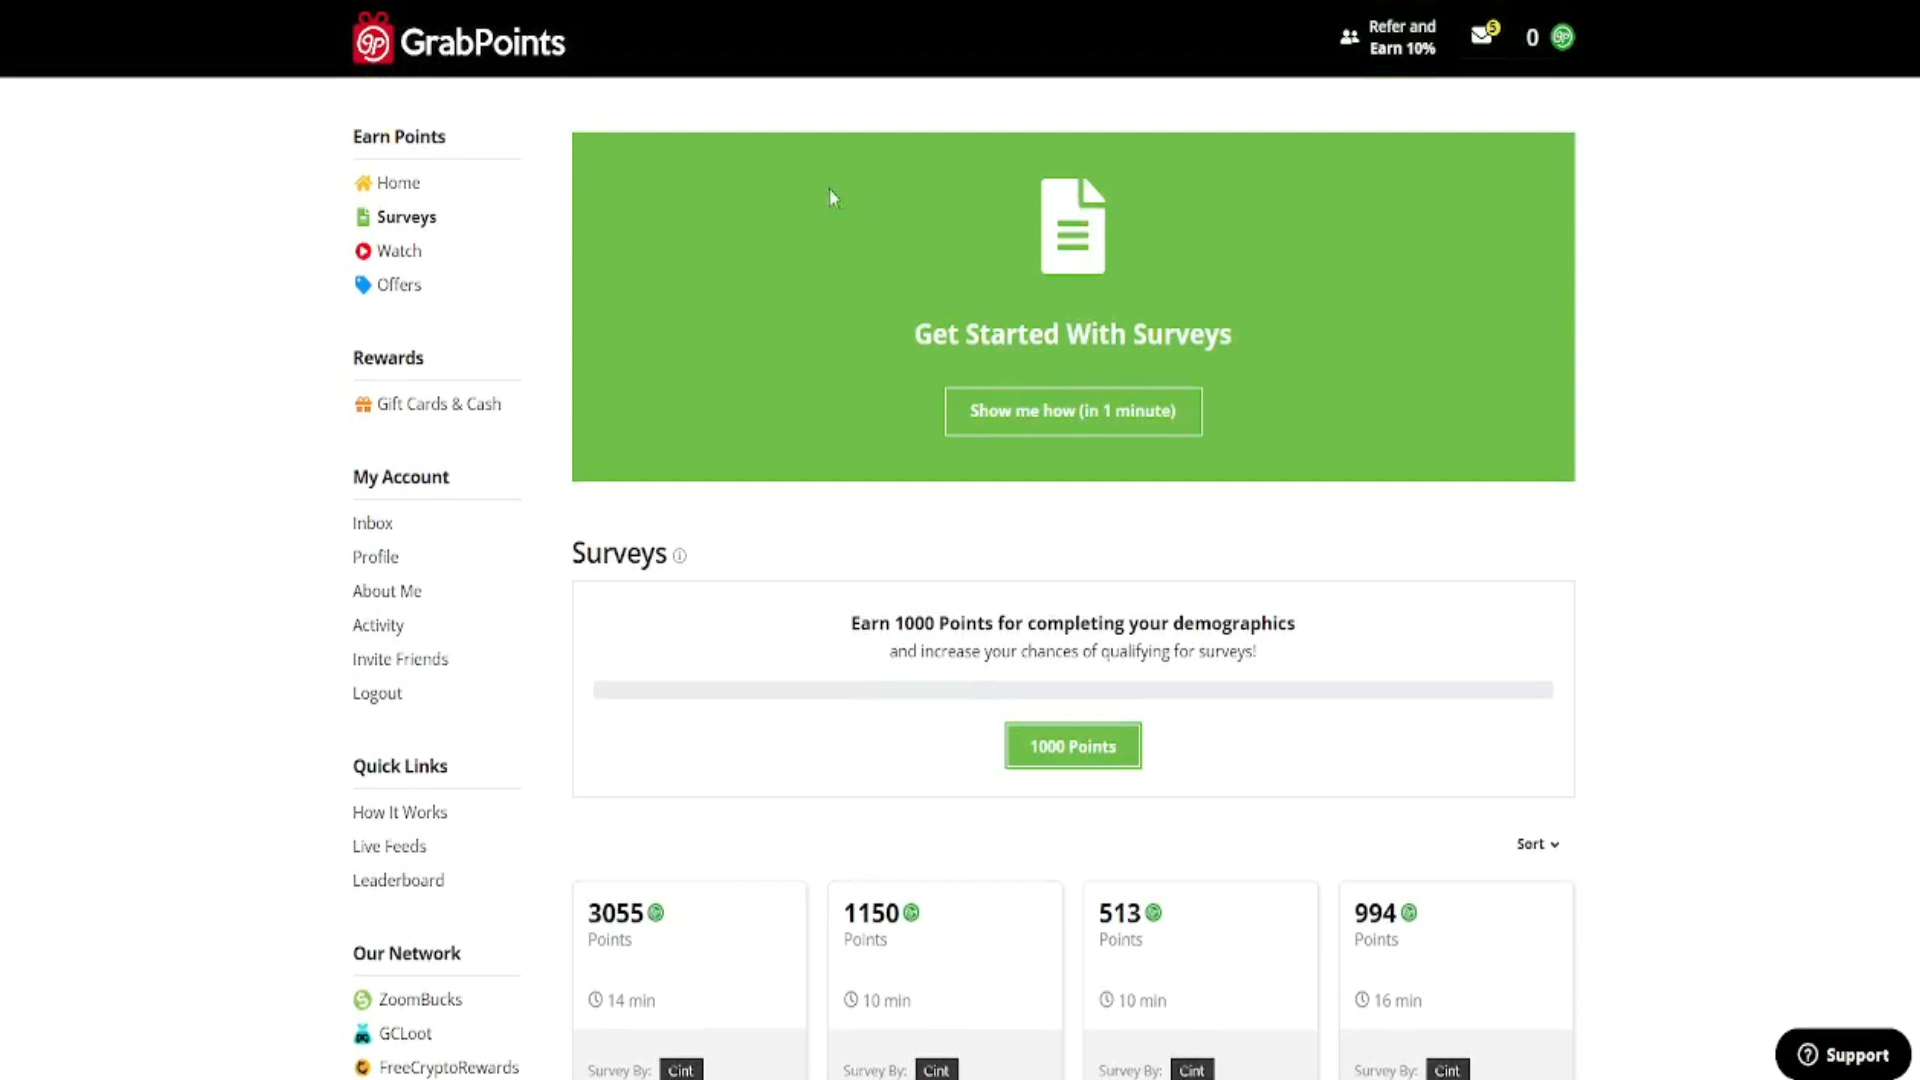 GrabPoints
Refer and
Earn 10%
5
0
Earn Points
Home
Surveys
Watch
Offers
Rewards
Gift Cards & Cash
My Account
Inbox
Profile
About Me
Activity
Invite Friends
Logout
Quick Links
How It Works
Live Feeds
Leaderboard
Our Network
ZoomBucks
GCLoot
FreeCryptoRewards
Get Started With Surveys
Show me how (in 1 minute)
Surveys
Earn 1000 Points for completing your demographics
and increase your chances of qualifying for surveys!
1000 Points
Sort
3055
Points
14 min
Survey By: Cint
1150
Points
10 min
Survey By: Cint
513
Points
10 min
Survey By: Cint
994
Points
16 min
Survey By: Cint
Support